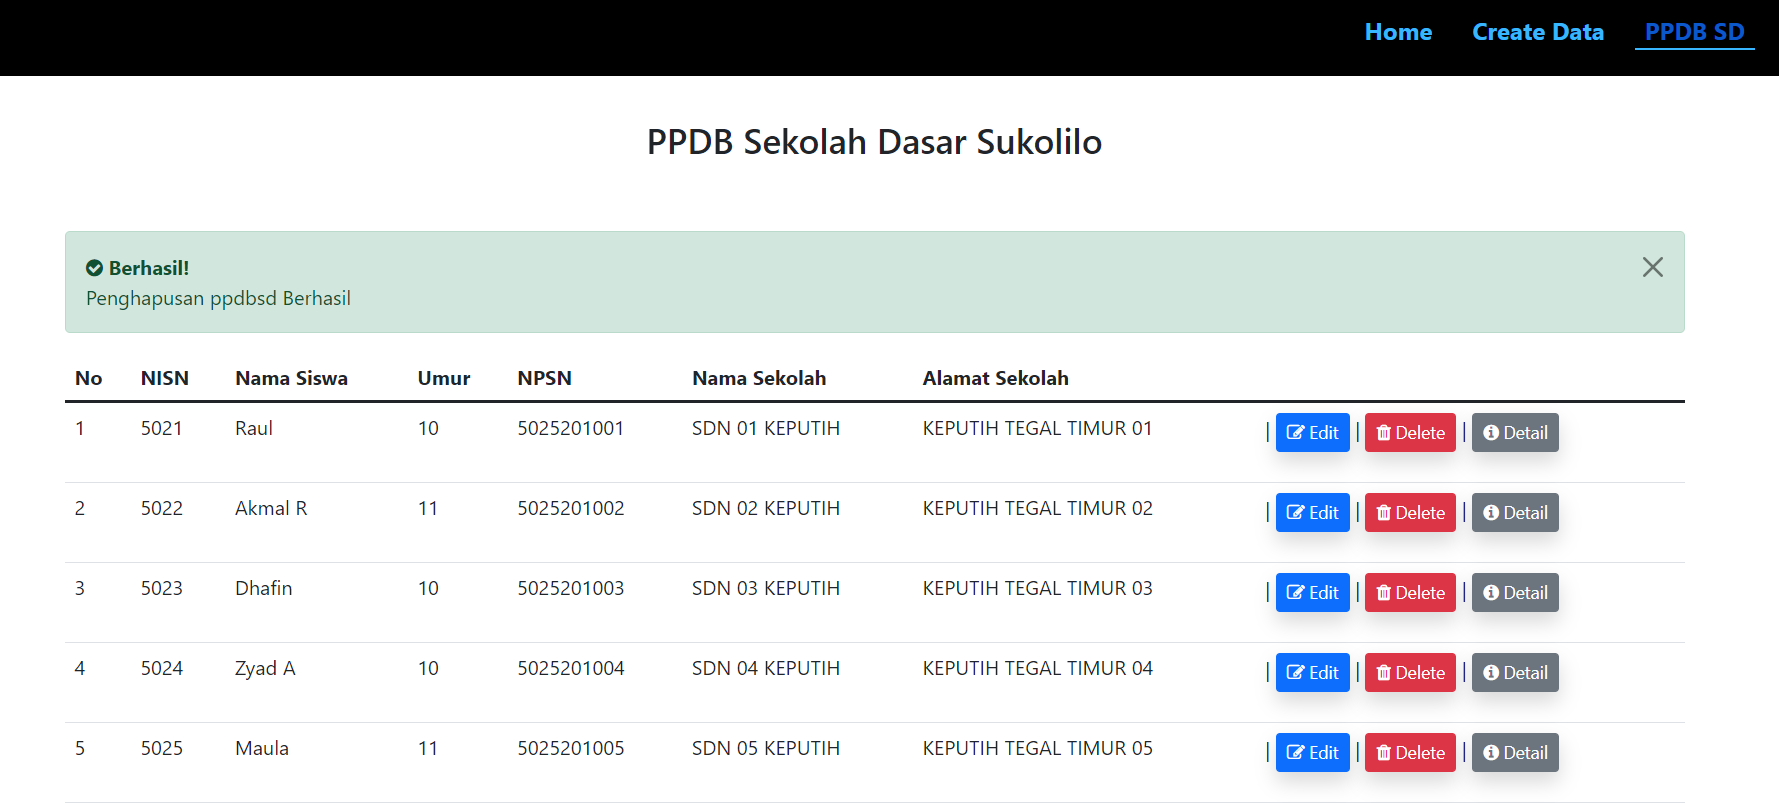 Home Create Data PPDB SD
PPDB Sekolah Dasar Sukolilo
Berhasil!
Penghapusan ppdbsd Berhasil
No NISN Nama Siswa Umur NPSN Nama Sekolah Alamat Sekolah
1 5021 Raul 10 5025201001 SDN 01 KEPUTIH KEPUTIH TEGAL TIMUR 01 | Edit | Delete | Detail
2 5022 Akmal R 11 5025201002 SDN 02 KEPUTIH KEPUTIH TEGAL TIMUR 02 | Edit | Delete | Detail
3 5023 Dhafin 10 5025201003 SDN 03 KEPUTIH KEPUTIH TEGAL TIMUR 03 | Edit | Delete | Detail
4 5024 Zyad A 10 5025201004 SDN 04 KEPUTIH KEPUTIH TEGAL TIMUR 04 | Edit | Delete | Detail
5 5025 Maula 11 5025201005 SDN 05 KEPUTIH KEPUTIH TEGAL TIMUR 05 | Edit | Delete | Detail